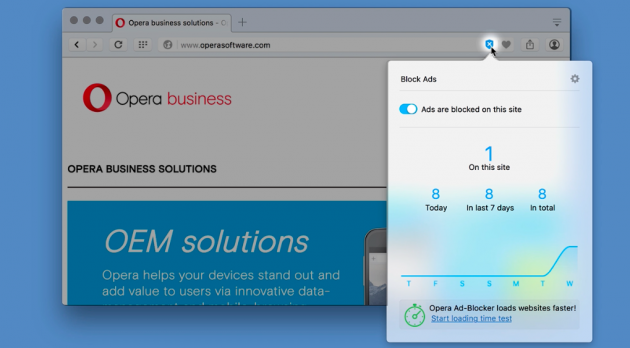 Opera business solutions - O
www.operasoftware.com
Opera business
OPERA BUSINESS SOLUTIONS
OEM solutions
Opera helps your devices stand out and
add value to users via innovative data-
Block Ads
Ads are blocked on this site
1
On this site
8 8 8
Today In last 7 days In total
T F S S M T W
Opera Ad-Blocker loads websites faster!
Start loading time test